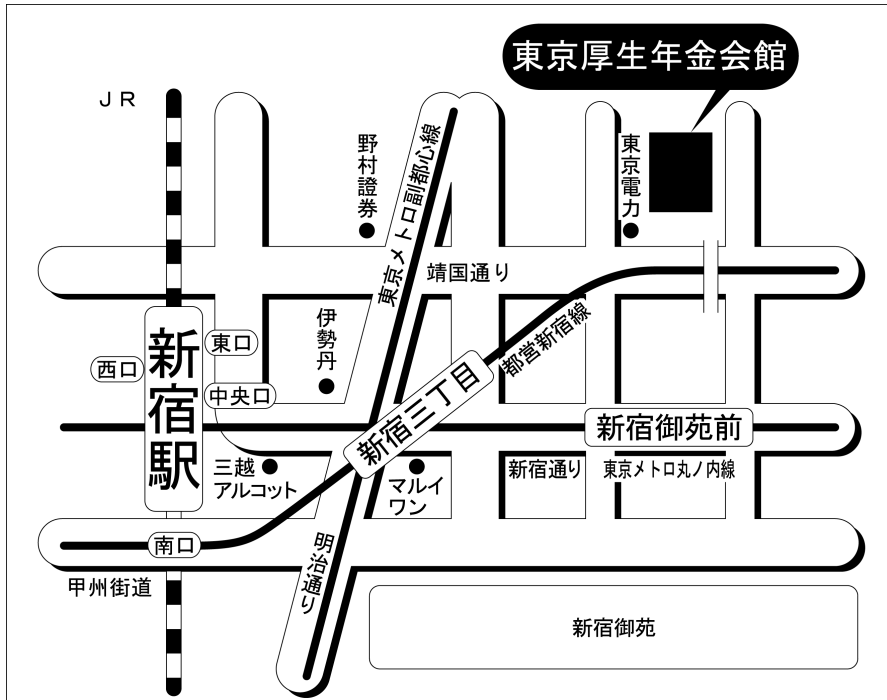 東京厚生年金会館
JR
野村證券
東京メトロ副都心線
東京電力
靖国通り
伊勢丹
都営新宿線
東口
西口
新宿駅
中央口
新宿三丁目
新宿御苑前
三越
アルコット
マルイ
ワン
新宿通り
東京メトロ丸ノ内線
南口
明治通り
甲州街道
新宿御苑